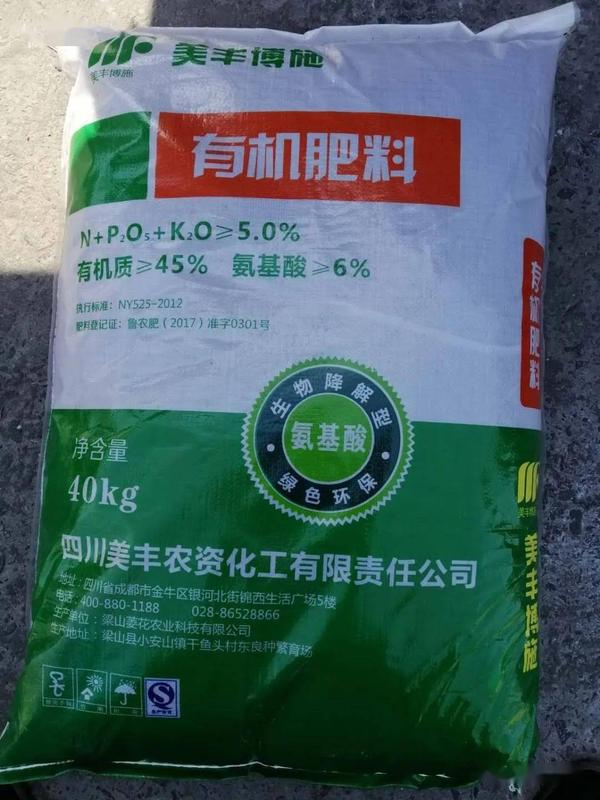 美丰博施
美丰博施
有机肥料
N+P₂O₅+K₂O≥5.0%
有机质≥45% 氨基酸≥6%
执行标准：NY525-2012
肥料登记证：鲁农肥（2017）准字0301号
生物降解型
氨基酸
绿色环保
净含量
40kg
四川美丰农资化工有限责任公司
地址：四川省成都市金牛区银河北街锦西生活广场5楼
电话：400-880-1188 028-86528866
生产单位：梁山菱花农业科技有限公司
生产地址：梁山县小安山镇干鱼头村东良种繁育场
有机肥料
美丰博施
美丰博施